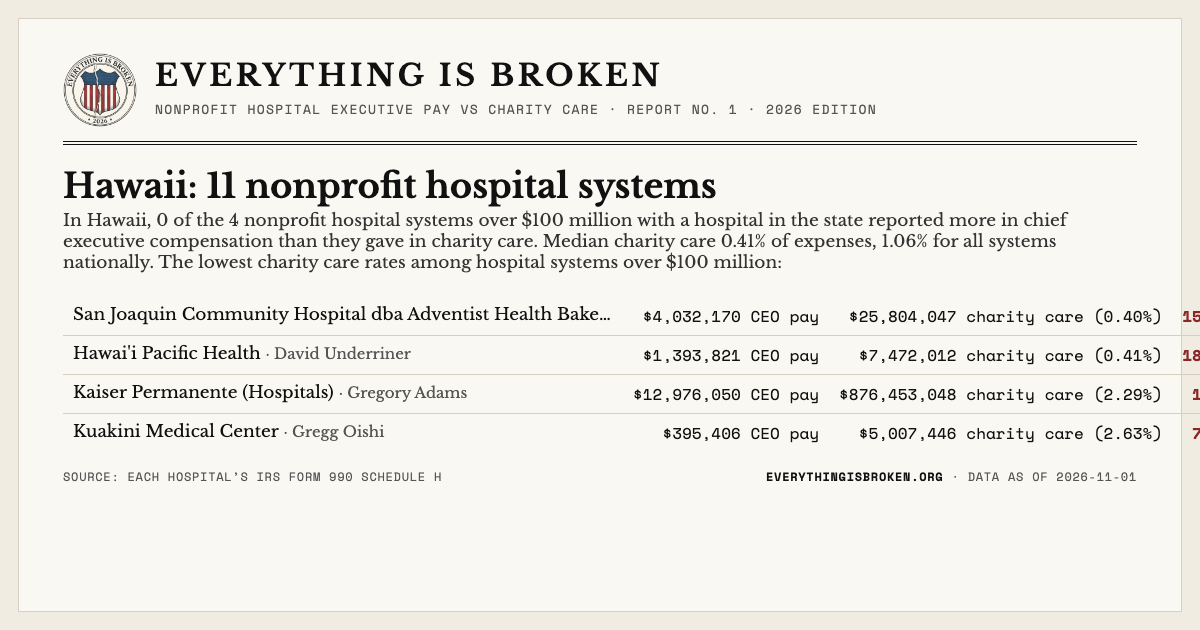 EVERYTHING IS BROKEN
2026
EVERYTHING IS BROKEN
NONPROFIT HOSPITAL EXECUTIVE PAY VS CHARITY CARE · REPORT NO. 1 · 2026 EDITION
Hawaii: 11 nonprofit hospital systems
In Hawaii, 0 of the 4 nonprofit hospital systems over $100 million with a hospital in the state reported more in chief
executive compensation than they gave in charity care. Median charity care 0.41% of expenses, 1.06% for all systems
nationally. The lowest charity care rates among hospital systems over $100 million:
San Joaquin Community Hospital dba Adventist Health Bake… $4,032,170 CEO pay $25,804,047 charity care (0.40%) 15
Hawai'i Pacific Health · David Underriner $1,393,821 CEO pay $7,472,012 charity care (0.41%) 18
Kaiser Permanente (Hospitals) · Gregory Adams $12,976,050 CEO pay $876,453,048 charity care (2.29%) 1
Kuakini Medical Center · Gregg Oishi $395,406 CEO pay $5,007,446 charity care (2.63%) 7
SOURCE: EACH HOSPITAL'S IRS FORM 990 SCHEDULE H EVERYTHINGISBROKEN.ORG · DATA AS OF 2026-11-01